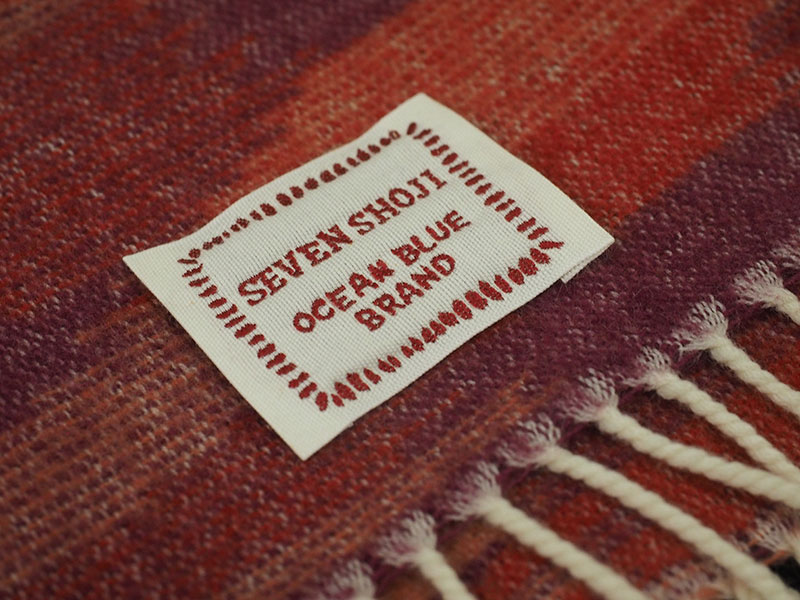 SEVEN SHOJI
OCEAN BLUE
BRAND